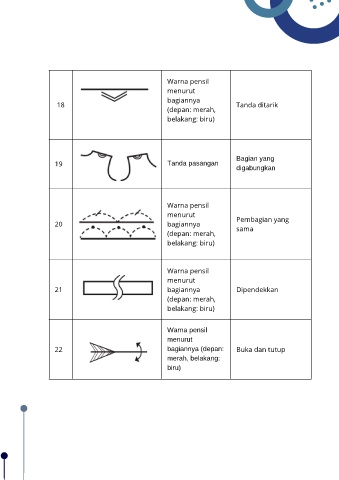 18
Warna pensil
menurut
bagiannya
(depan: merah,
belakang: biru)
Tanda ditarik
19
Tanda pasangan
Bagian yang
digabungkan
20
Warna pensil
menurut
bagiannya
(depan: merah,
belakang: biru)
Pembagian yang
sama
21
Warna pensil
menurut
bagiannya
(depan: merah,
belakang: biru)
Dipendekkan
22
Warna pensil
menurut
bagiannya (depan:
merah, belakang:
biru)
Buka dan tutup